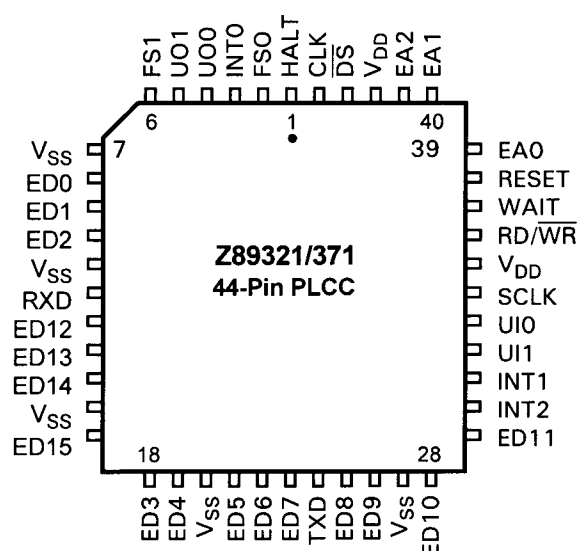 FS1 UO1 UO0 INT0 FS0 HALT CLK D̅S̅ VDD EA2 EA1
6 1 40
7 39
VSS
ED0
ED1
ED2
VSS
RXD
ED12
ED13
ED14
VSS
ED15
Z89321/371
44-Pin PLCC
EA0
RESET
WAIT
RD/W̅R̅
VDD
SCLK
UI0
UI1
INT1
INT2
ED11
18 28
ED3 ED4 VSS ED5 ED6 ED7 TXD ED8 ED9 VSS ED10